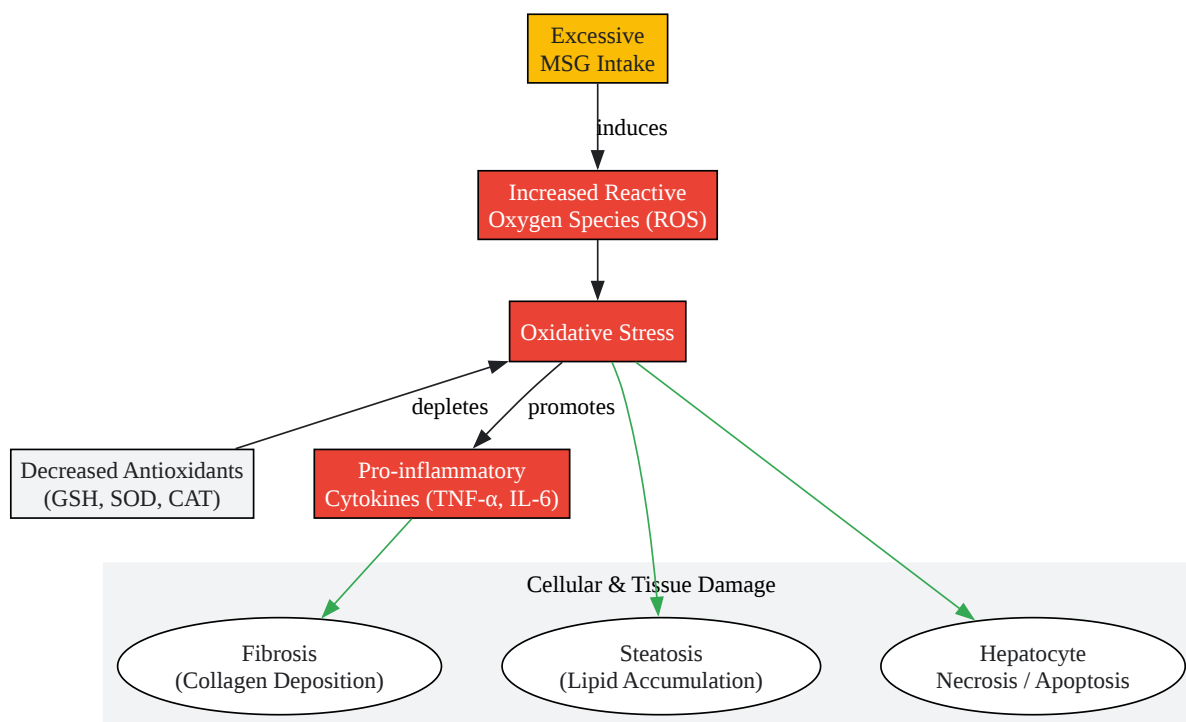 Excessive
MSG Intake
induces
Increased Reactive
Oxygen Species (ROS)
Oxidative Stress
depletes
promotes
Decreased Antioxidants
(GSH, SOD, CAT)
Pro-inflammatory
Cytokines (TNF-α, IL-6)
Cellular & Tissue Damage
Fibrosis
(Collagen Deposition)
Steatosis
(Lipid Accumulation)
Hepatocyte
Necrosis / Apoptosis